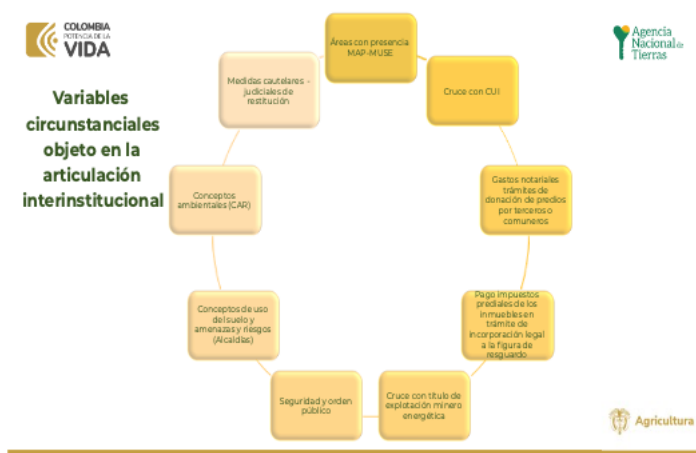 COLOMBIA
POTENCIA DE LA
VIDA
Agencia
Nacional de
Tierras
Variables
circunstanciales
objeto en la
articulación
interinstitucional
Áreas con presencia
MAP-MUSE
Cruce con CUI
Gastos notariales
trámites de
donación de predios
por terceros o
comuneros
Pago impuestos
prediales de los
inmuebles en
trámite de
incorporación legal
a la figura de
resguardo
Cruce con título de
explotación minero
energética
Seguridad y orden
público
Conceptos de uso
del suelo y
amenazas y riesgos
(Alcaldías)
Conceptos
ambientales (CAR)
Medidas cautelares -
judiciales de
restitución
Agricultura